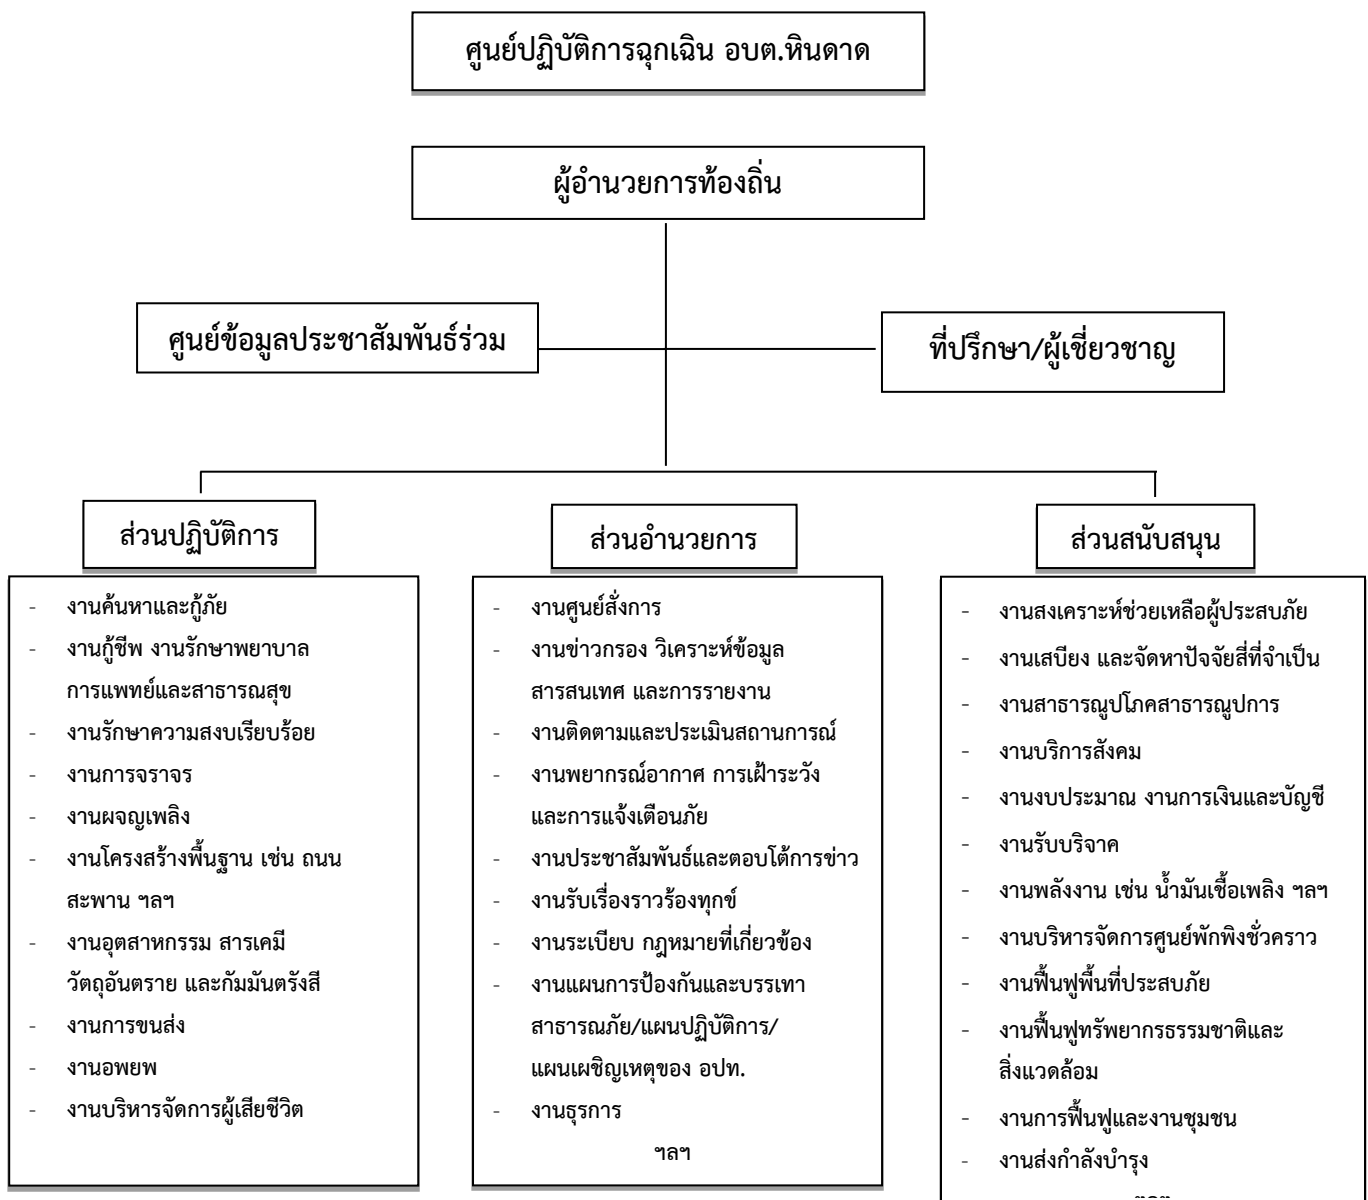 ศูนย์ปฏิบัติการฉุกเฉิน อบต.หินดาด
ผู้อำนวยการท้องถิ่น
ศูนย์ข้อมูลประชาสัมพันธ์ร่วม
ที่ปรึกษา/ผู้เชี่ยวชาญ
ส่วนปฏิบัติการ
- งานค้นหาและกู้ภัย
- งานกู้ชีพ งานรักษาพยาบาล
การแพทย์และสาธารณสุข
- งานรักษาความสงบเรียบร้อย
- งานการจราจร
- งานผจญเพลิง
- งานโครงสร้างพื้นฐาน เช่น ถนน
สะพาน ฯลฯ
- งานอุตสาหกรรม สารเคมี
วัตถุอันตราย และกัมมันตรังสี
- งานการขนส่ง
- งานอพยพ
- งานบริหารจัดการผู้เสียชีวิต
ส่วนอำนวยการ
- งานศูนย์สั่งการ
- งานข่าวกรอง วิเคราะห์ข้อมูล
สารสนเทศ และการรายงาน
- งานติดตามและประเมินสถานการณ์
- งานพยากรณ์อากาศ การเฝ้าระวัง
และการแจ้งเตือนภัย
- งานประชาสัมพันธ์และตอบโต้การข่าว
- งานรับเรื่องราวร้องทุกข์
- งานระเบียบ กฎหมายที่เกี่ยวข้อง
- งานแผนการป้องกันและบรรเทา
สาธารณภัย/แผนปฏิบัติการ/
แผนเผชิญเหตุของ อปท.
- งานธุรการ
ฯลฯ
ส่วนสนับสนุน
- งานสงเคราะห์ช่วยเหลือผู้ประสบภัย
- งานเสบียง และจัดหาปัจจัยสี่ที่จำเป็น
- งานสาธารณูปโภคสาธารณูปการ
- งานบริการสังคม
- งานงบประมาณ งานการเงินและบัญชี
- งานรับบริจาค
- งานพลังงาน เช่น น้ำมันเชื้อเพลิง ฯลฯ
- งานบริหารจัดการศูนย์พักพิงชั่วคราว
- งานฟื้นฟูพื้นที่ประสบภัย
- งานฟื้นฟูทรัพยากรธรรมชาติและ
สิ่งแวดล้อม
- งานการฟื้นฟูและงานชุมชน
- งานส่งกำลังบำรุง